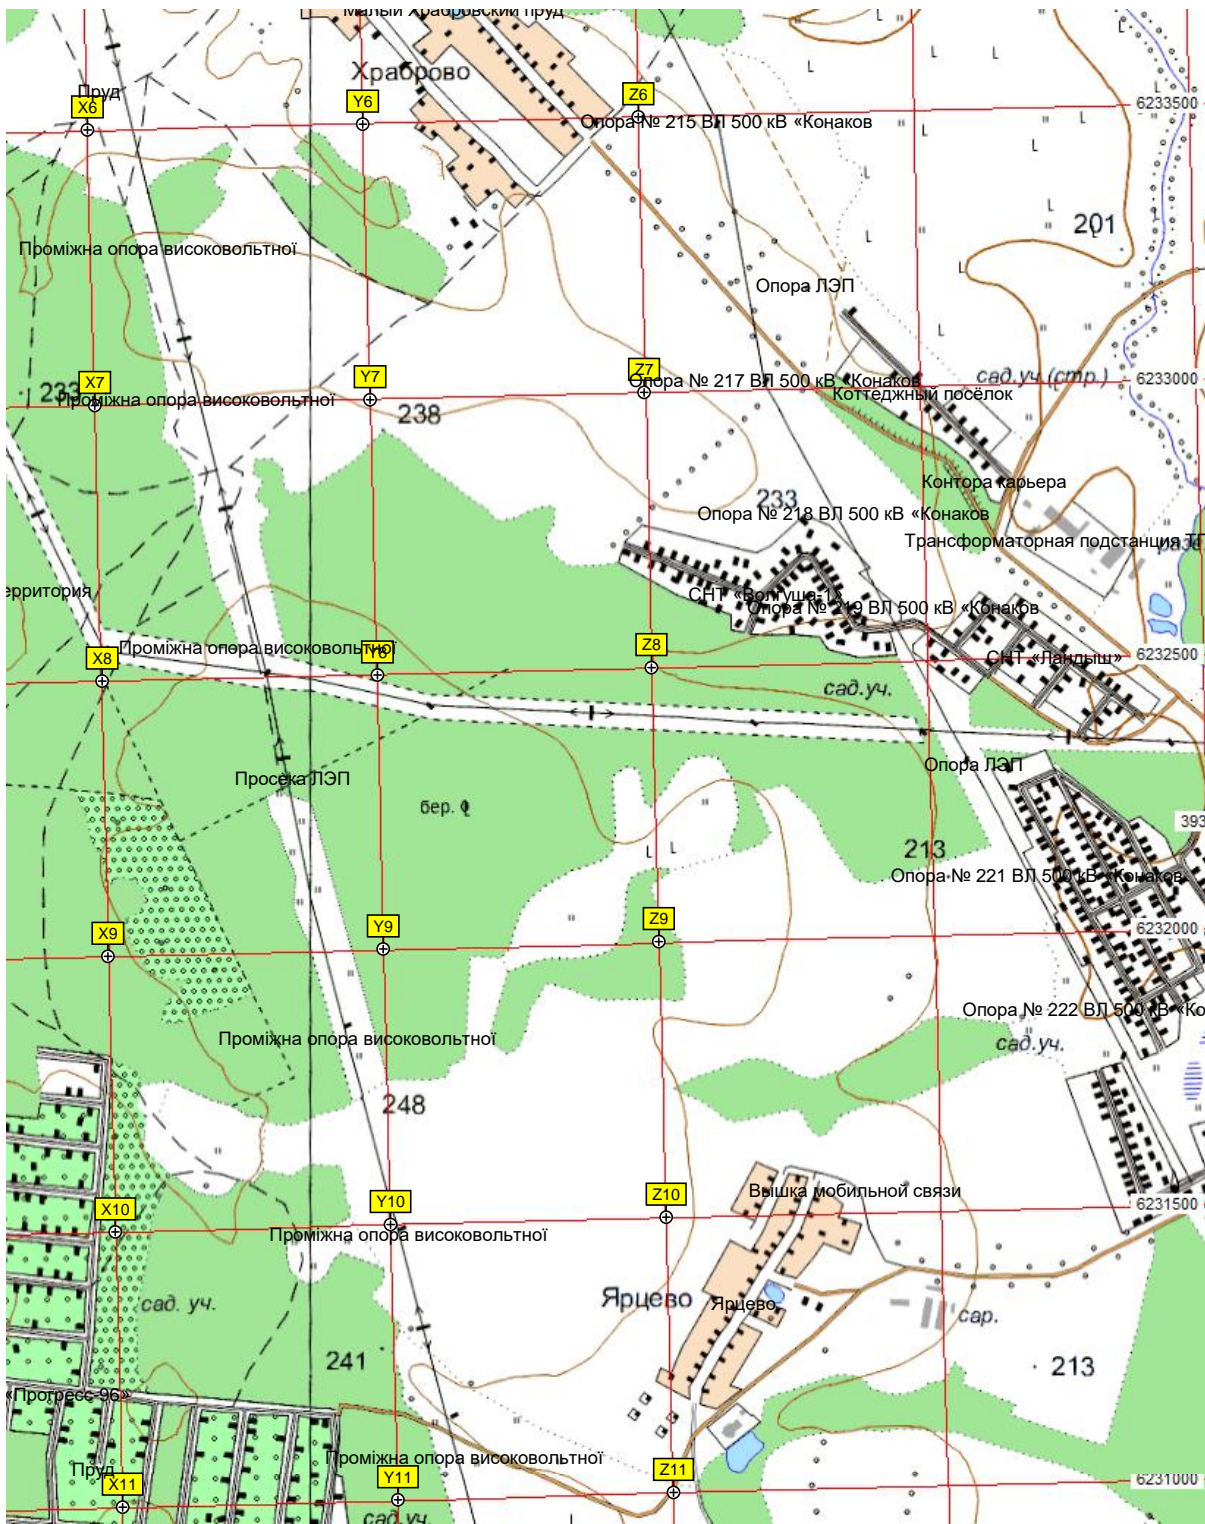 Малый Храбровский пруд
Храброво
Пруд
X6
Y6
Z6
6233500
Опора № 215 ВЛ 500 кВ «Конаков
201
Проміжна опора високовольтної
Опора ЛЭП
X7
Y7
Z7
6233000
сад.уч.(стр.)
Опора № 217 ВЛ 500 кВ «Конаков
233
Проміжна опора високовольтної
Коттеджный посёлок
238
Контора карьера
233
Опора № 218 ВЛ 500 кВ «Конаков
Трансформаторная подстанция ТП
ерритория
СНТ «Волгуша-1»
Опора № 219 ВЛ 500 кВ «Конаков
Проміжна опора високовольтної
X8
Y8
Z8
6232500
СНТ «Ландыш»
сад.уч.
Просека ЛЭП
Опора ЛЭП
бер.
393
213
Опора № 221 ВЛ 500 кВ «Конаков
X9
Y9
Z9
6232000
Опора № 222 ВЛ 500 кВ «Ко
Проміжна опора високовольтної
сад.уч.
248
X10
Y10
Z10
Вышка мобильной связи
6231500
Проміжна опора високовольтної
сад. уч.
Ярцево
Ярцево
сар.
241
213
«Прогресс-96»
Проміжна опора високовольтної
Пруд
X11
Y11
Z11
6231000
сад.уч.